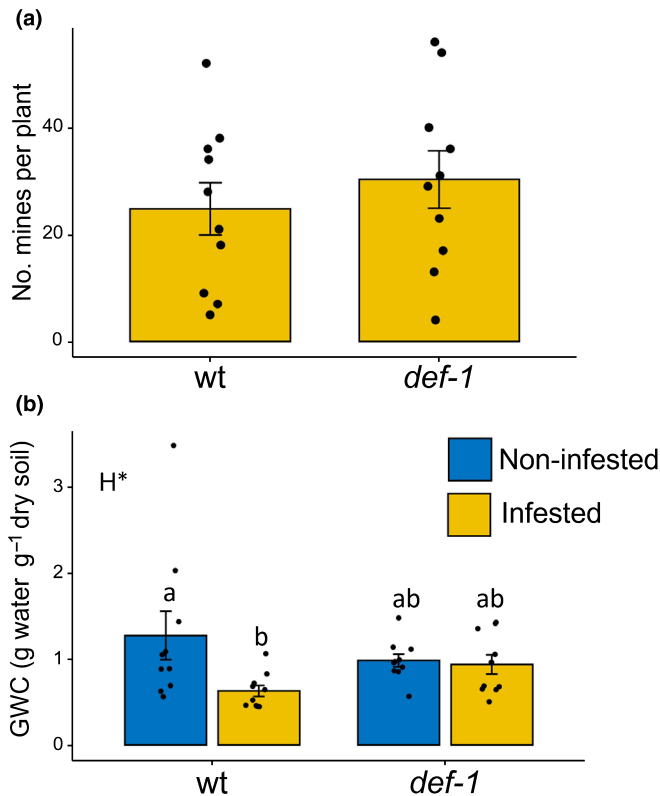 (a)
No. mines per plant
40
20
0
wt
def-1
(b)
GWC (g water g⁻¹ dry soil)
3
2
1
0
H*
Non-infested
Infested
a
b
ab
ab
wt
def-1